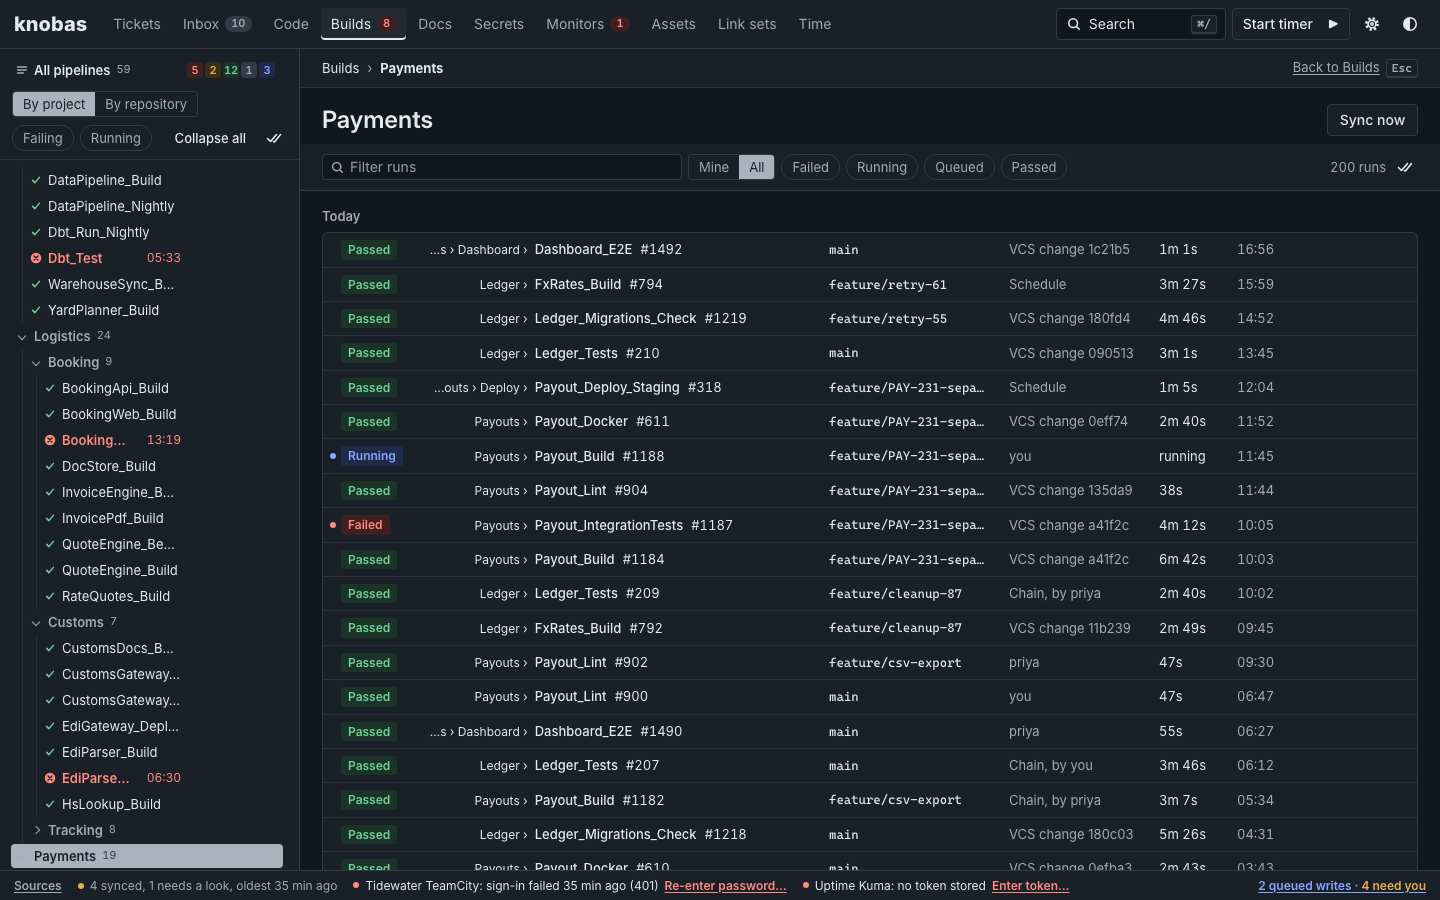 knobas Tickets Inbox 10 Code Builds 8 Docs Secrets Monitors 1 Assets Link sets Time Search ⌘/ Start timer
All pipelines 59 5 2 12 1 3
By project By repository
Failing Running Collapse all
DataPipeline_Build
DataPipeline_Nightly
Dbt_Run_Nightly
Dbt_Test 05:33
WarehouseSync_B...
YardPlanner_Build
Logistics 24
Booking 9
BookingApi_Build
BookingWeb_Build
Booking... 13:19
DocStore_Build
InvoiceEngine_B...
InvoicePdf_Build
QuoteEngine_Be...
QuoteEngine_Build
RateQuotes_Build
Customs 7
CustomsDocs_B...
CustomsGateway...
CustomsGateway...
EdiGateway_Depl...
EdiParser_Build
EdiParse... 06:30
HsLookup_Build
Tracking 8
Payments 19
Builds › Payments Back to Builds Esc
Payments Sync now
Filter runs Mine All Failed Running Queued Passed 200 runs
Today
Passed ...s › Dashboard › Dashboard_E2E #1492 main VCS change 1c21b5 1m 1s 16:56
Passed Ledger › FxRates_Build #794 feature/retry-61 Schedule 3m 27s 15:59
Passed Ledger › Ledger_Migrations_Check #1219 feature/retry-55 VCS change 180fd4 4m 46s 14:52
Passed Ledger › Ledger_Tests #210 main VCS change 090513 3m 1s 13:45
Passed ...outs › Deploy › Payout_Deploy_Staging #318 feature/PAY-231-sepa... Schedule 1m 5s 12:04
Passed Payouts › Payout_Docker #611 feature/PAY-231-sepa... VCS change 0eff74 2m 40s 11:52
Running Payouts › Payout_Build #1188 feature/PAY-231-sepa... you running 11:45
Passed Payouts › Payout_Lint #904 feature/PAY-231-sepa... VCS change 135da9 38s 11:44
Failed Payouts › Payout_IntegrationTests #1187 feature/PAY-231-sepa... VCS change a41f2c 4m 12s 10:05
Passed Payouts › Payout_Build #1184 feature/PAY-231-sepa... VCS change a41f2c 6m 42s 10:03
Passed Ledger › Ledger_Tests #209 feature/cleanup-87 Chain, by priya 2m 40s 10:02
Passed Ledger › FxRates_Build #792 feature/cleanup-87 VCS change 11b239 2m 49s 09:45
Passed Payouts › Payout_Lint #902 feature/csv-export priya 47s 09:30
Passed Payouts › Payout_Lint #900 main you 47s 06:47
Passed ...s › Dashboard › Dashboard_E2E #1490 main priya 55s 06:27
Passed Ledger › Ledger_Tests #207 main Chain, by you 3m 46s 06:12
Passed Payouts › Payout_Build #1182 feature/csv-export Chain, by priya 3m 7s 05:34
Passed Ledger › Ledger_Migrations_Check #1218 main VCS change 180c03 5m 26s 04:31
Passed Payouts › Payout_Docker #610 main VCS change 0efba3 2m 43s 03:43
Sources 4 synced, 1 needs a look, oldest 35 min ago Tidewater TeamCity: sign-in failed 35 min ago (401) Re-enter password... Uptime Kuma: no token stored Enter token... 2 queued writes · 4 need you